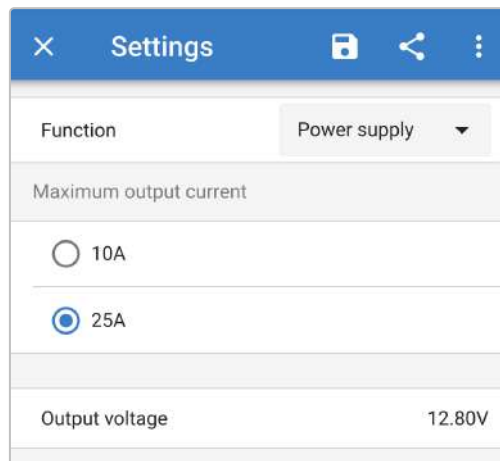 Settings
Function Power supply
Maximum output current
10A
25A
Output voltage 12.80V